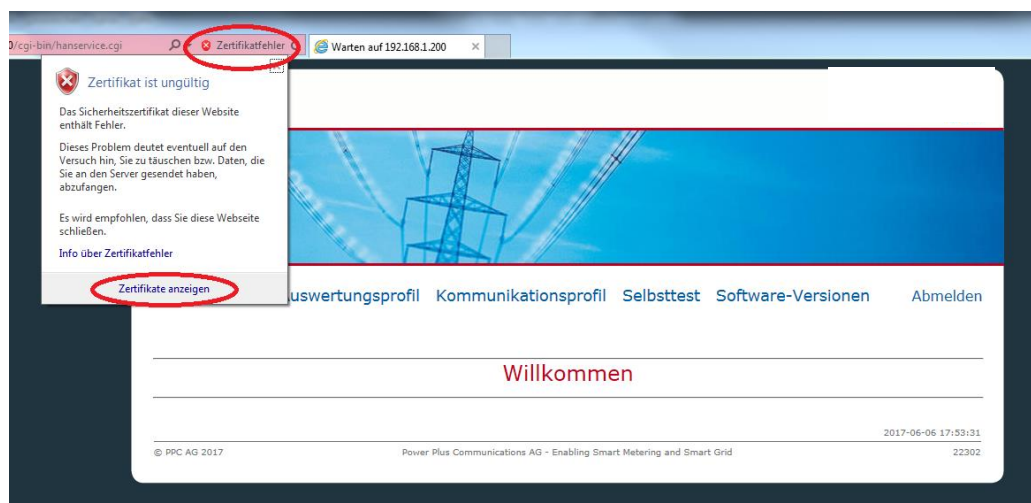 /cgi-bin/hanservice.cgi Zertifikatfehler Warten auf 192.168.1.200
Zertifikat ist ungültig
Das Sicherheitszertifikat dieser Website
enthält Fehler.
Dieses Problem deutet eventuell auf den
Versuch hin, Sie zu täuschen bzw. Daten, die
Sie an den Server gesendet haben,
abzufangen.
Es wird empfohlen, dass Sie diese Webseite
schließen.
Info über Zertifikatfehler
Zertifikate anzeigen
uswertungsprofil Kommunikationsprofil Selbsttest Software-Versionen Abmelden
Willkommen
2017-06-06 17:53:31
© PPC AG 2017 Power Plus Communications AG - Enabling Smart Metering and Smart Grid 22302